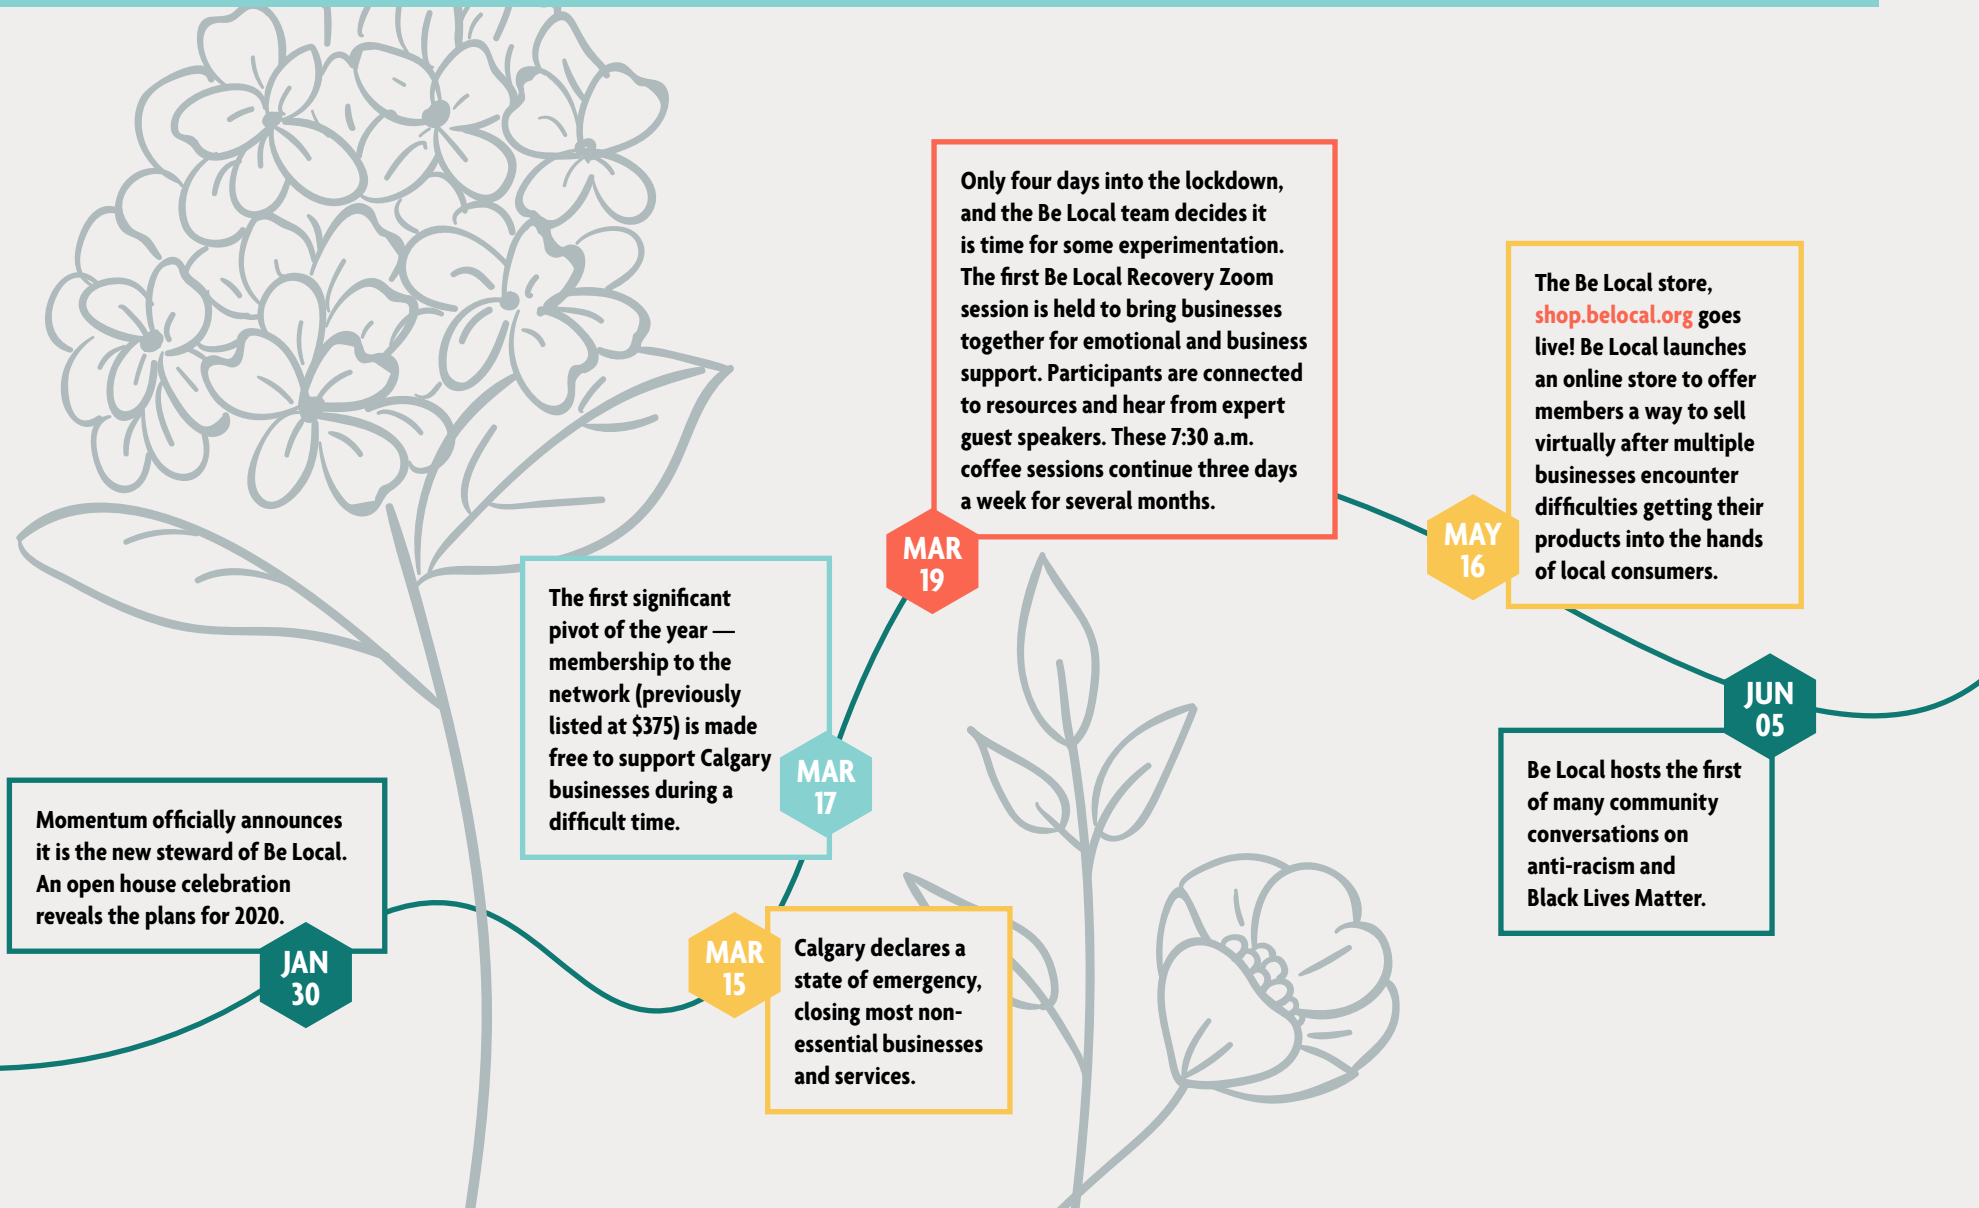 Momentum officially announces
it is the new steward of Be Local.
An open house celebration
reveals the plans for 2020.
JAN
30
MAR
15
Calgary declares a
state of emergency,
closing most non-
essential businesses
and services.
The first significant
pivot of the year —
membership to the
network (previously
listed at $375) is made
free to support Calgary
businesses during a
difficult time.
MAR
17
Only four days into the lockdown,
and the Be Local team decides it
is time for some experimentation.
The first Be Local Recovery Zoom
session is held to bring businesses
together for emotional and business
support. Participants are connected
to resources and hear from expert
guest speakers. These 7:30 a.m.
coffee sessions continue three days
a week for several months.
MAR
19
The Be Local store,
shop.belocal.org goes
live! Be Local launches
an online store to offer
members a way to sell
virtually after multiple
businesses encounter
difficulties getting their
products into the hands
of local consumers.
MAY
16
JUN
05
Be Local hosts the first
of many community
conversations on
anti-racism and
Black Lives Matter.